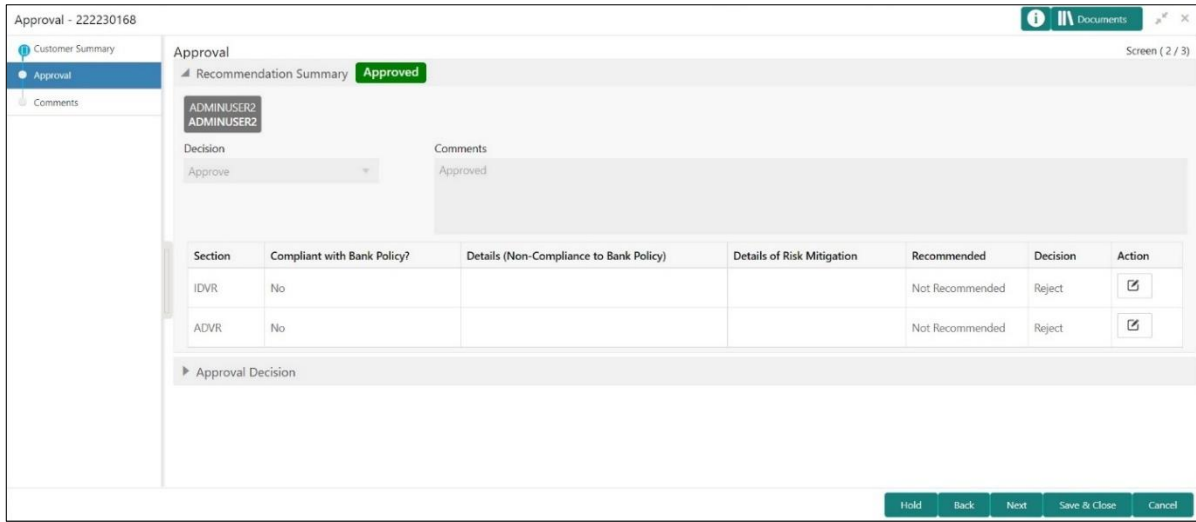 Approval - 222230168
Documents
Customer Summary
Approval
Comments
Approval
Screen ( 2 / 3)
Recommendation Summary Approved
ADMINUSER2
ADMINUSER2
Decision Comments
Approve Approved
Section Compliant with Bank Policy? Details (Non-Compliance to Bank Policy) Details of Risk Mitigation Recommended Decision Action
IDVR No Not Recommended Reject
ADVR No Not Recommended Reject
Approval Decision
Hold Back Next Save & Close Cancel